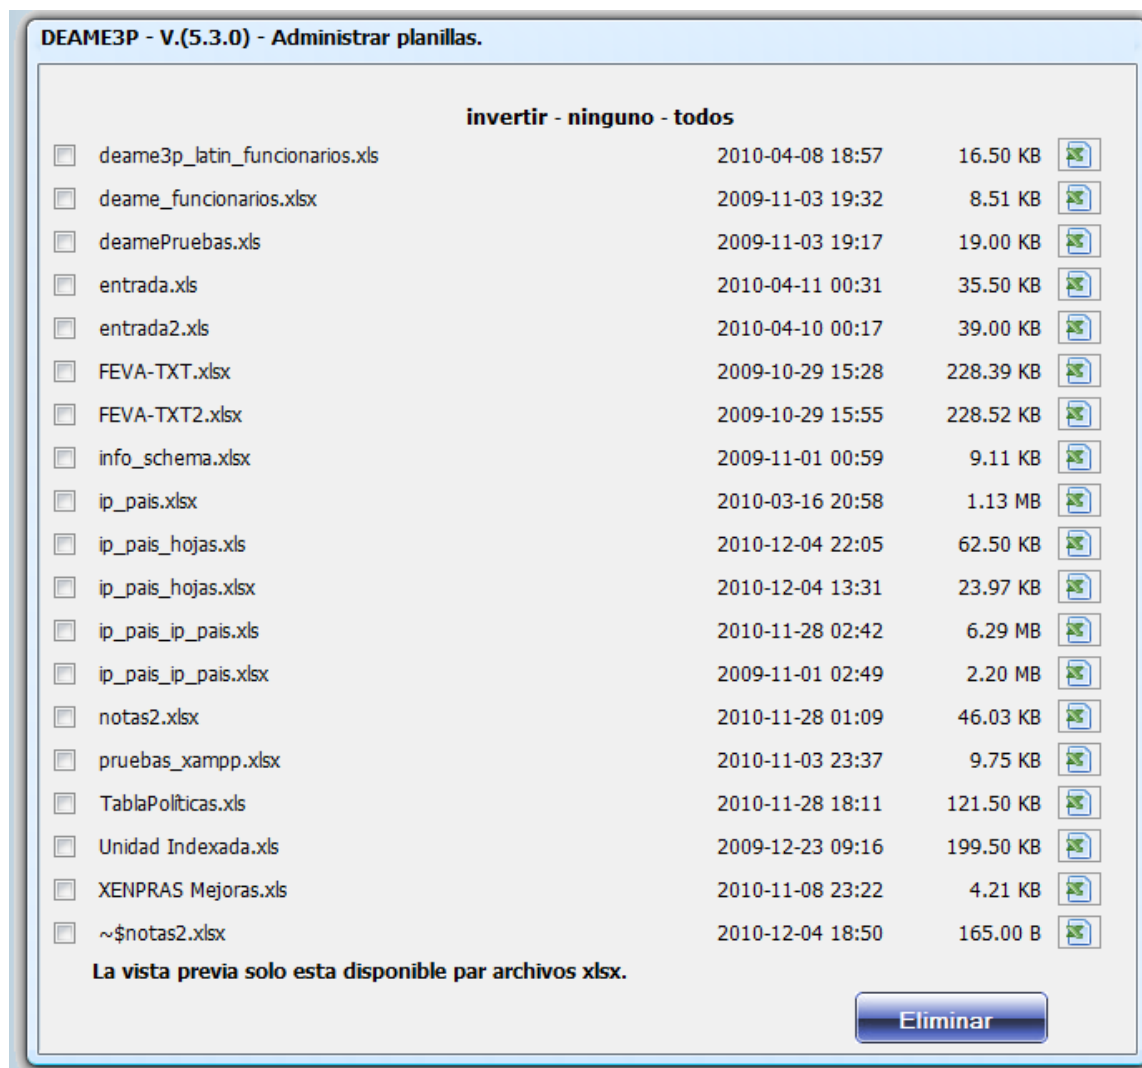 DEAME3P - V.(5.3.0) - Administrar planillas.
invertir - ninguno - todos
deame3p_latin_funcionarios.xls 2010-04-08 18:57 16.50 KB
deame_funcionarios.xlsx 2009-11-03 19:32 8.51 KB
deamePruebas.xls 2009-11-03 19:17 19.00 KB
entrada.xls 2010-04-11 00:31 35.50 KB
entrada2.xls 2010-04-10 00:17 39.00 KB
FEVA-TXT.xlsx 2009-10-29 15:28 228.39 KB
FEVA-TXT2.xlsx 2009-10-29 15:55 228.52 KB
info_schema.xlsx 2009-11-01 00:59 9.11 KB
ip_pais.xlsx 2010-03-16 20:58 1.13 MB
ip_pais_hojas.xls 2010-12-04 22:05 62.50 KB
ip_pais_hojas.xlsx 2010-12-04 13:31 23.97 KB
ip_pais_ip_pais.xls 2010-11-28 02:42 6.29 MB
ip_pais_ip_pais.xlsx 2009-11-01 02:49 2.20 MB
notas2.xlsx 2010-11-28 01:09 46.03 KB
pruebas_xampp.xlsx 2010-11-03 23:37 9.75 KB
TablaPolíticas.xls 2010-11-28 18:11 121.50 KB
Unidad Indexada.xls 2009-12-23 09:16 199.50 KB
XENPRAS Mejoras.xls 2010-11-08 23:22 4.21 KB
~$notas2.xlsx 2010-12-04 18:50 165.00 B
La vista previa solo esta disponible par archivos xlsx.
Eliminar